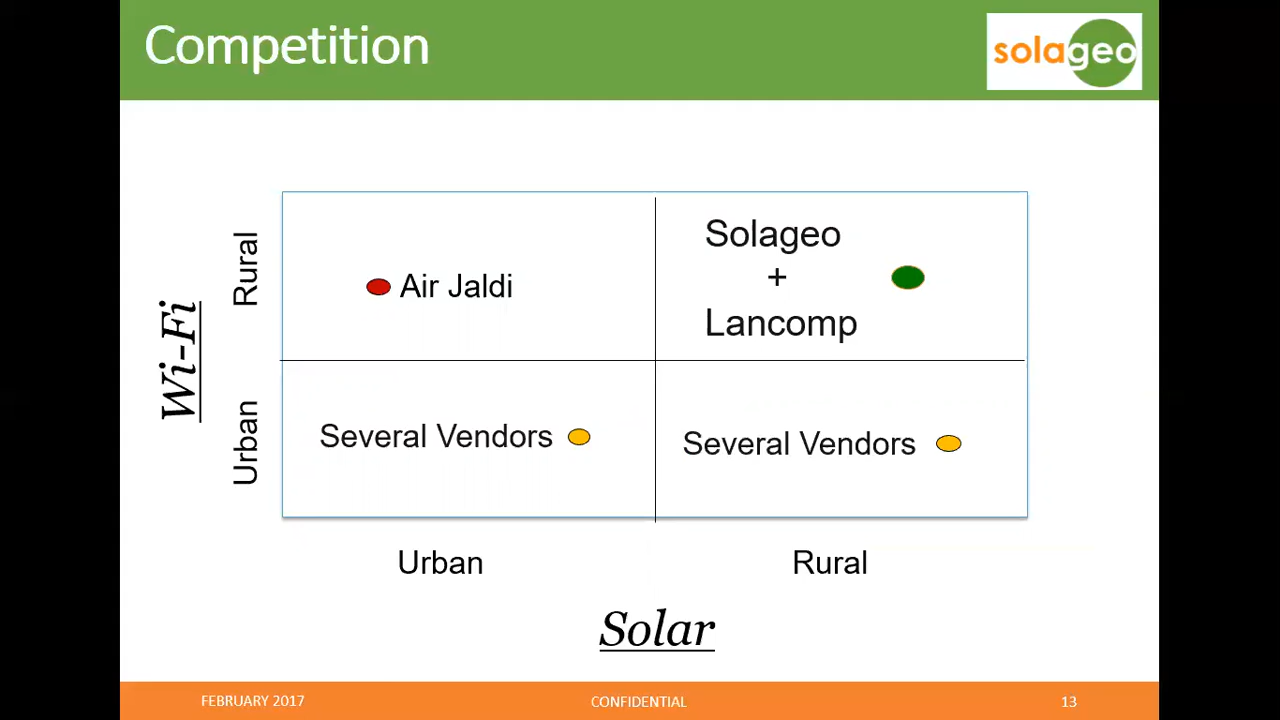 Competition
solageo
Wi-Fi
Rural
Urban
Air Jaldi
Solageo
+
Lancomp
Several Vendors
Several Vendors
Urban
Rural
Solar
FEBRUARY 2017
CONFIDENTIAL
13